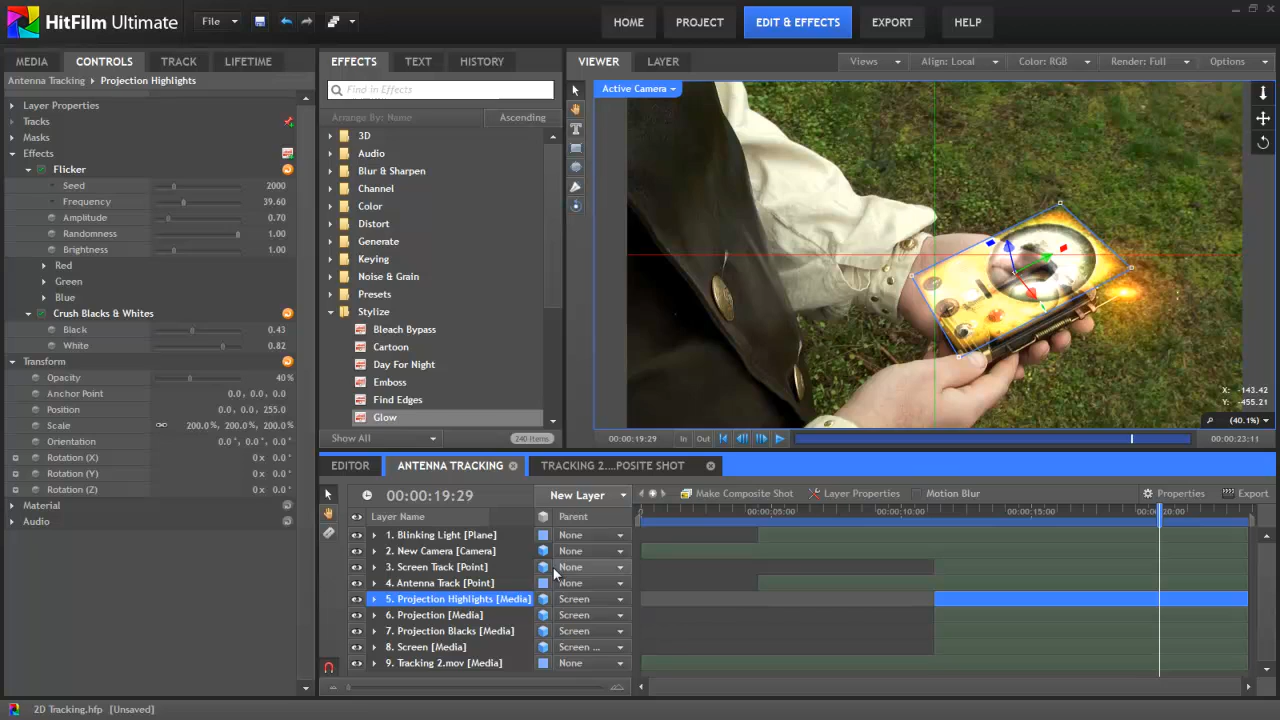 HitFilm Ultimate
File
HOME
PROJECT
EDIT & EFFECTS
EXPORT
HELP
MEDIA
CONTROLS
TRACK
LIFETIME
Antenna Tracking
Projection Highlights
Layer Properties
Tracks
Masks
Effects
Flicker
Seed 2000
Frequency 39.60
Amplitude 0.70
Randomness 1.00
Brightness 1.00
Red
Green
Blue
Crush Blacks & Whites
Black 0.43
White 0.82
Transform
Opacity 40%
Anchor Point 0.0, 0.0, 0.0
Position 0.0, 0.0, 255.0
Scale 200.0%, 200.0%, 200.0%
Orientation 0.0°, 0.0°, 0.0°
Rotation (X) 0 x 0.0°
Rotation (Y) 0 x 0.0°
Rotation (Z) 0 x 0.0°
Material
Audio
EFFECTS
TEXT
HISTORY
Find in Effects
Arrange By: Name
Ascending
3D
Audio
Blur & Sharpen
Channel
Color
Distort
Generate
Keying
Noise & Grain
Presets
Stylize
Bleach Bypass
Cartoon
Day For Night
Emboss
Find Edges
Glow
Show All
240 Items
VIEWER
LAYER
Views
Align: Local
Color: RGB
Render: Full
Options
Active Camera
X: -143.42
Y: -455.21
(40.1%)
00:00:19:29
In
Out
00:00:23:11
EDITOR
ANTENNA TRACKING
TRACKING 2....POSITE SHOT
00:00:19:29
New Layer
Make Composite Shot
Layer Properties
Motion Blur
Properties
Export
Layer Name
Parent
0
00:00:05:00
00:00:10:00
00:00:15:00
00:00:20:00
1. Blinking Light [Plane] None
2. New Camera [Camera] None
3. Screen Track [Point] None
4. Antenna Track [Point] None
5. Projection Highlights [Media] Screen
6. Projection [Media] Screen
7. Projection Blacks [Media] Screen
8. Screen [Media] Screen ...
9. Tracking 2.mov [Media] None
2D Tracking.hfp [Unsaved]